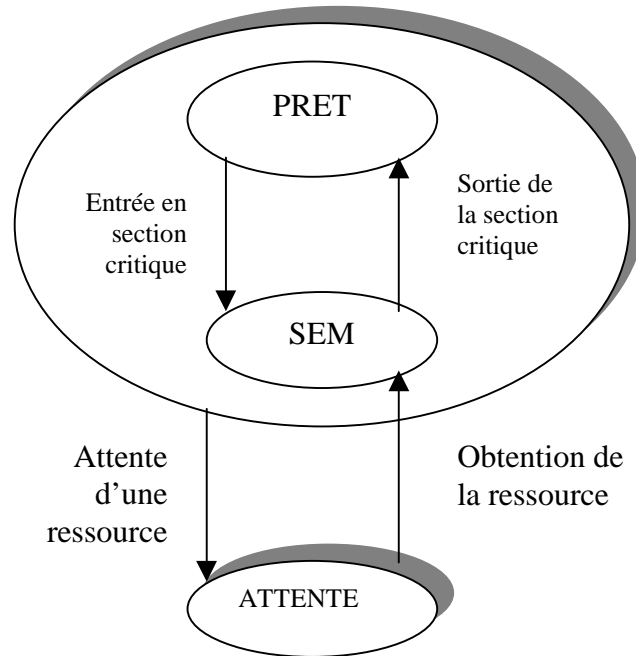 PRET
Entrée en
section
critique
Sortie de
la section
critique
SEM
Attente
d’une
ressource
Obtention de
la ressource
ATTENTE